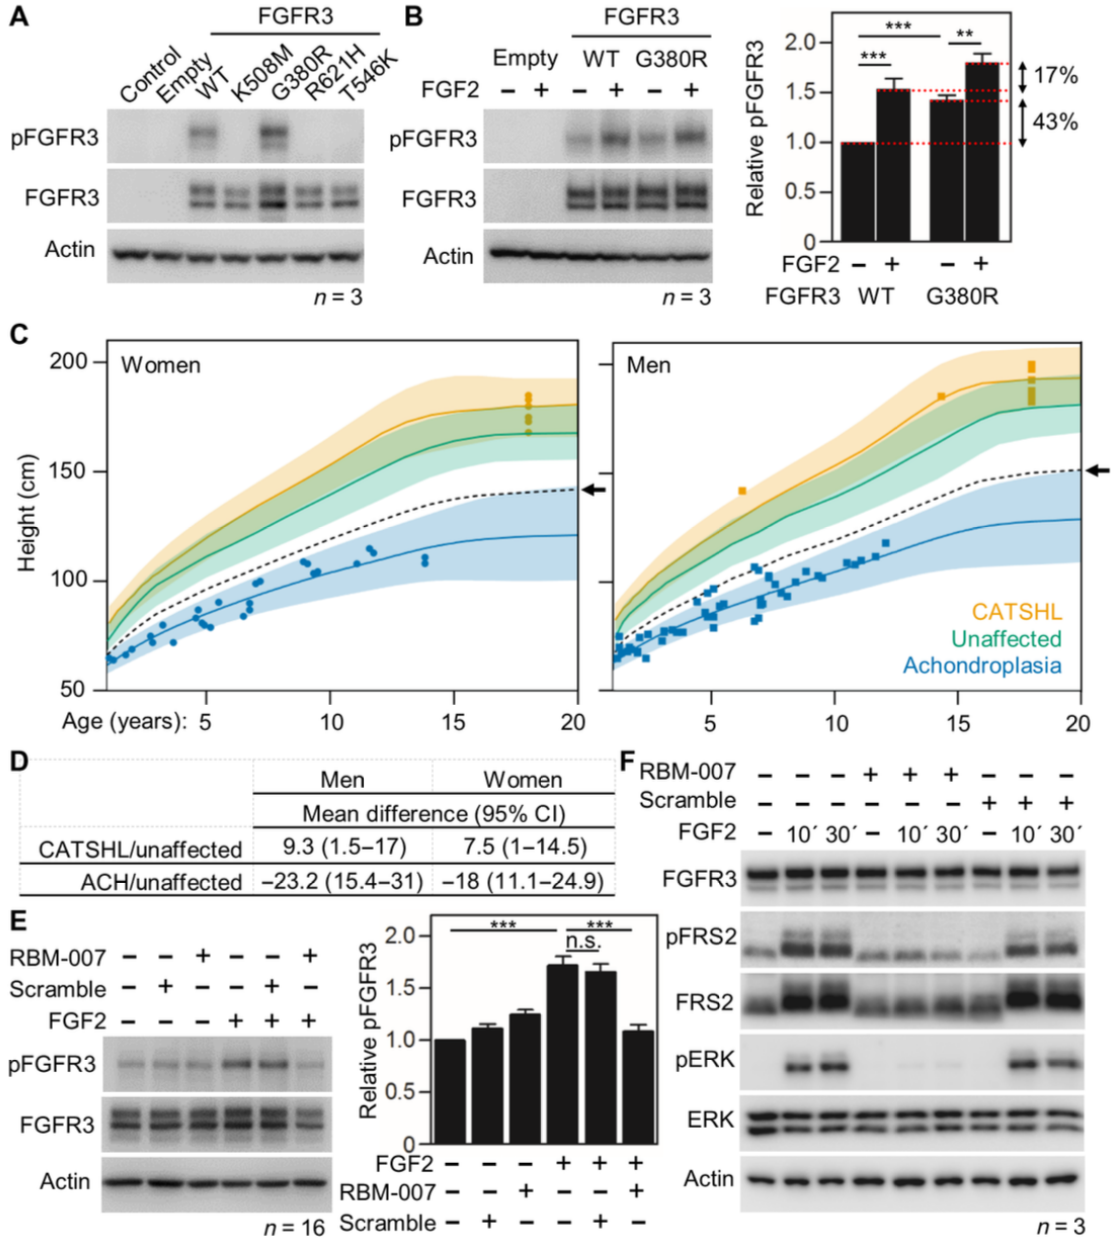 A
FGFR3
Control
Empty
WT
K508M
G380R
R621H
T546K
pFGFR3
FGFR3
Actin
n = 3
B
FGFR3
Empty WT G380R
FGF2 – + – + – +
pFGFR3
FGFR3
Actin
n = 3
Relative pFGFR3
2.0
1.5
1.0
0.5
0
***
***
**
17%
43%
FGF2 – + – +
FGFR3 WT G380R
C
Height (cm)
200
150
100
50
Women
Men
CATSHL
Unaffected
Achondroplasia
Age (years): 5 10 15 20
5 10 15 20
D
Men Women
Mean difference (95% CI)
CATSHL/unaffected 9.3 (1.5–17) 7.5 (1–14.5)
ACH/unaffected –23.2 (15.4–31) –18 (11.1–24.9)
E
RBM-007 – – + – – +
Scramble – + – – + –
FGF2 – – – + + +
pFGFR3
FGFR3
Actin
n = 16
Relative pFGFR3
2.0
1.5
1.0
0.5
0
*** ***
n.s.
FGF2 – – – + + +
RBM-007 – – + – – +
Scramble – + – – + –
F
RBM-007 – – – + + + – – –
Scramble – – – – – – + + +
FGF2 – 10´ 30´ – 10´ 30´ – 10´ 30´
FGFR3
pFRS2
FRS2
pERK
ERK
Actin
n = 3